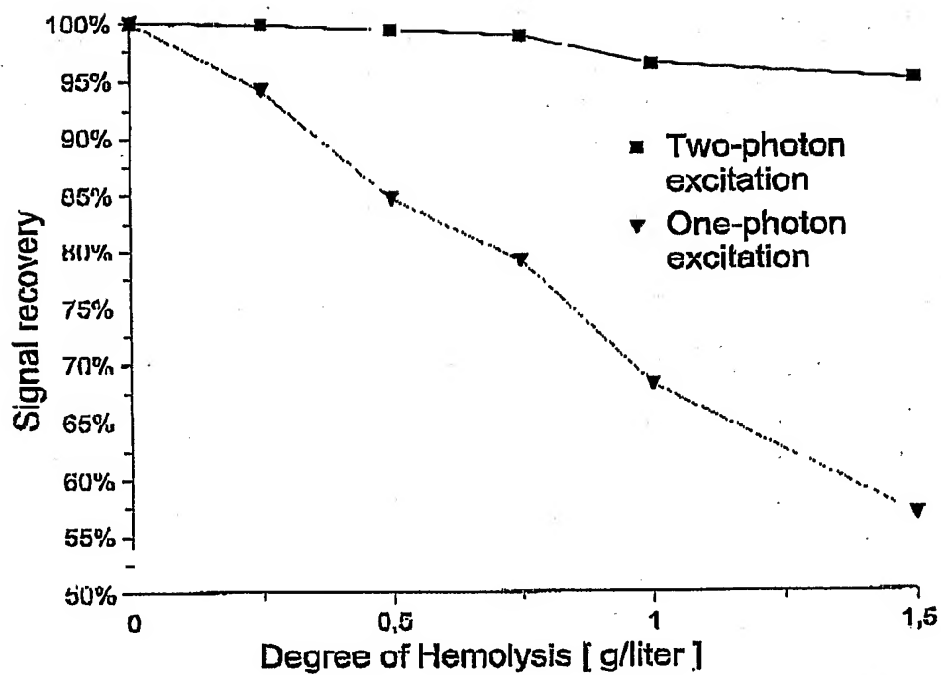 100%
95%
90%
85%
80%
75%
70%
65%
60%
55%
50%
Signal recovery
Two-photon
excitation
One-photon
excitation
0 0,5 1 1,5
Degree of Hemolysis [ g/liter ]